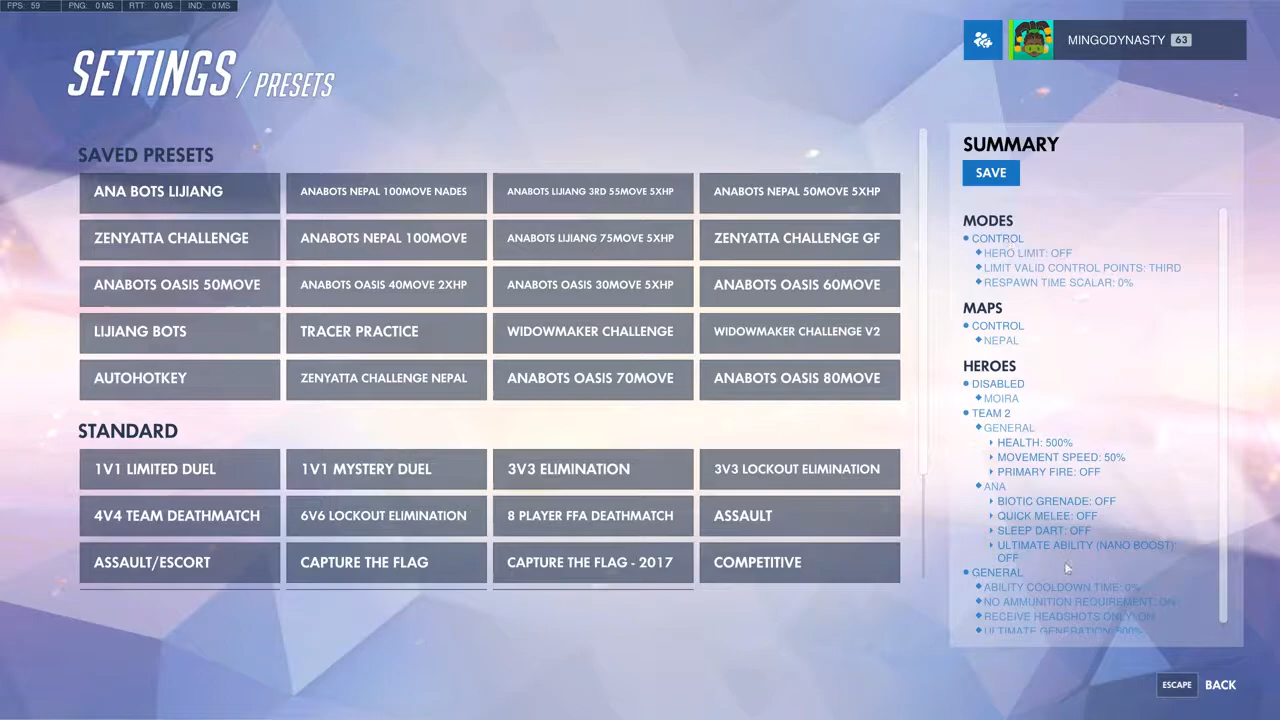 FPS: 59 PNG: 0 MS RTT: 0 MS IND: 0 MS
SETTINGS / PRESETS
MINGODYNASTY 63
SAVED PRESETS
ANA BOTS LIJIANG
ANABOTS NEPAL 100MOVE NADES
ANABOTS LIJIANG 3RD 55MOVE 5XHP
ANABOTS NEPAL 50MOVE 5XHP
ZENYATTA CHALLENGE
ANABOTS NEPAL 100MOVE
ANABOTS LIJIANG 75MOVE 5XHP
ZENYATTA CHALLENGE GF
ANABOTS OASIS 50MOVE
ANABOTS OASIS 40MOVE 2XHP
ANABOTS OASIS 30MOVE 5XHP
ANABOTS OASIS 60MOVE
LIJIANG BOTS
TRACER PRACTICE
WIDOWMAKER CHALLENGE
WIDOWMAKER CHALLENGE V2
AUTOHOTKEY
ZENYATTA CHALLENGE NEPAL
ANABOTS OASIS 70MOVE
ANABOTS OASIS 80MOVE
STANDARD
1V1 LIMITED DUEL
1V1 MYSTERY DUEL
3V3 ELIMINATION
3V3 LOCKOUT ELIMINATION
4V4 TEAM DEATHMATCH
6V6 LOCKOUT ELIMINATION
8 PLAYER FFA DEATHMATCH
ASSAULT
ASSAULT/ESCORT
CAPTURE THE FLAG
CAPTURE THE FLAG - 2017
COMPETITIVE
SUMMARY
SAVE
MODES
CONTROL
HERO LIMIT: OFF
LIMIT VALID CONTROL POINTS: THIRD
RESPAWN TIME SCALAR: 0%
MAPS
CONTROL
NEPAL
HEROES
DISABLED
MOIRA
TEAM 2
GENERAL
HEALTH: 500%
MOVEMENT SPEED: 50%
PRIMARY FIRE: OFF
ANA
BIOTIC GRENADE: OFF
QUICK MELEE: OFF
SLEEP DART: OFF
ULTIMATE ABILITY (NANO BOOST):
OFF
GENERAL
ABILITY COOLDOWN TIME: 0%
NO AMMUNITION REQUIREMENT: ON
RECEIVE HEADSHOTS ONLY: ON
ULTIMATE GENERATION: 500%
ESCAPE BACK